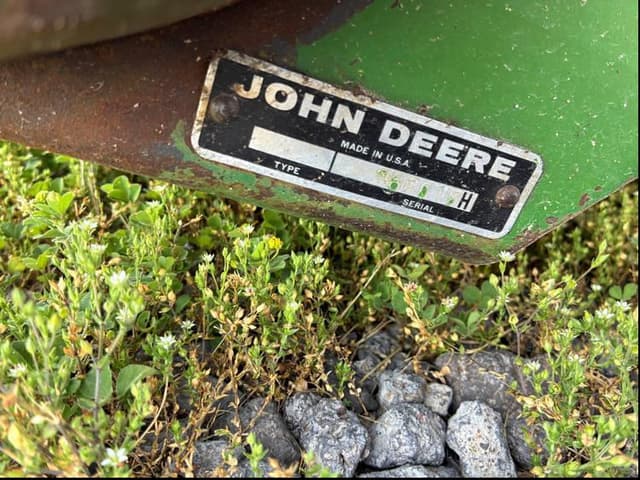 JOHN DEERE
MADE IN U.S.A.
H
TYPE
SERIAL